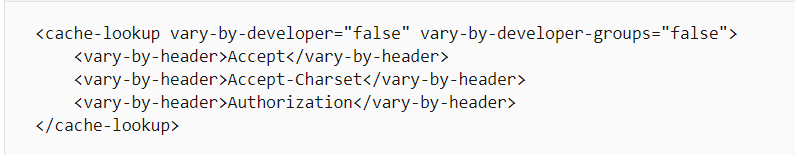 <cache-lookup vary-by-developer="false" vary-by-developer-groups="false">
    <vary-by-header>Accept</vary-by-header>
    <vary-by-header>Accept-Charset</vary-by-header>
    <vary-by-header>Authorization</vary-by-header>
</cache-lookup>